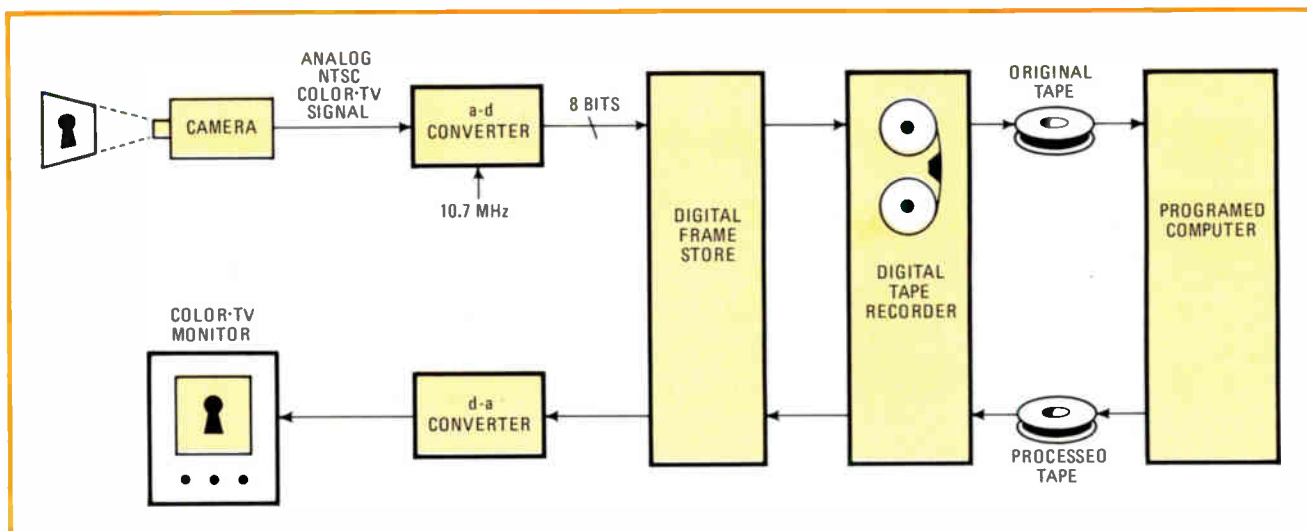 ANALOG
NTSC
COLOR-TV
SIGNAL
CAMERA
a-d
CONVERTER
8 BITS
10.7 MHz
DIGITAL
FRAME
STORE
DIGITAL
TAPE
RECORDER
ORIGINAL
TAPE
PROGRAMED
COMPUTER
COLOR-TV
MONITOR
d-a
CONVERTER
PROCESSED
TAPE